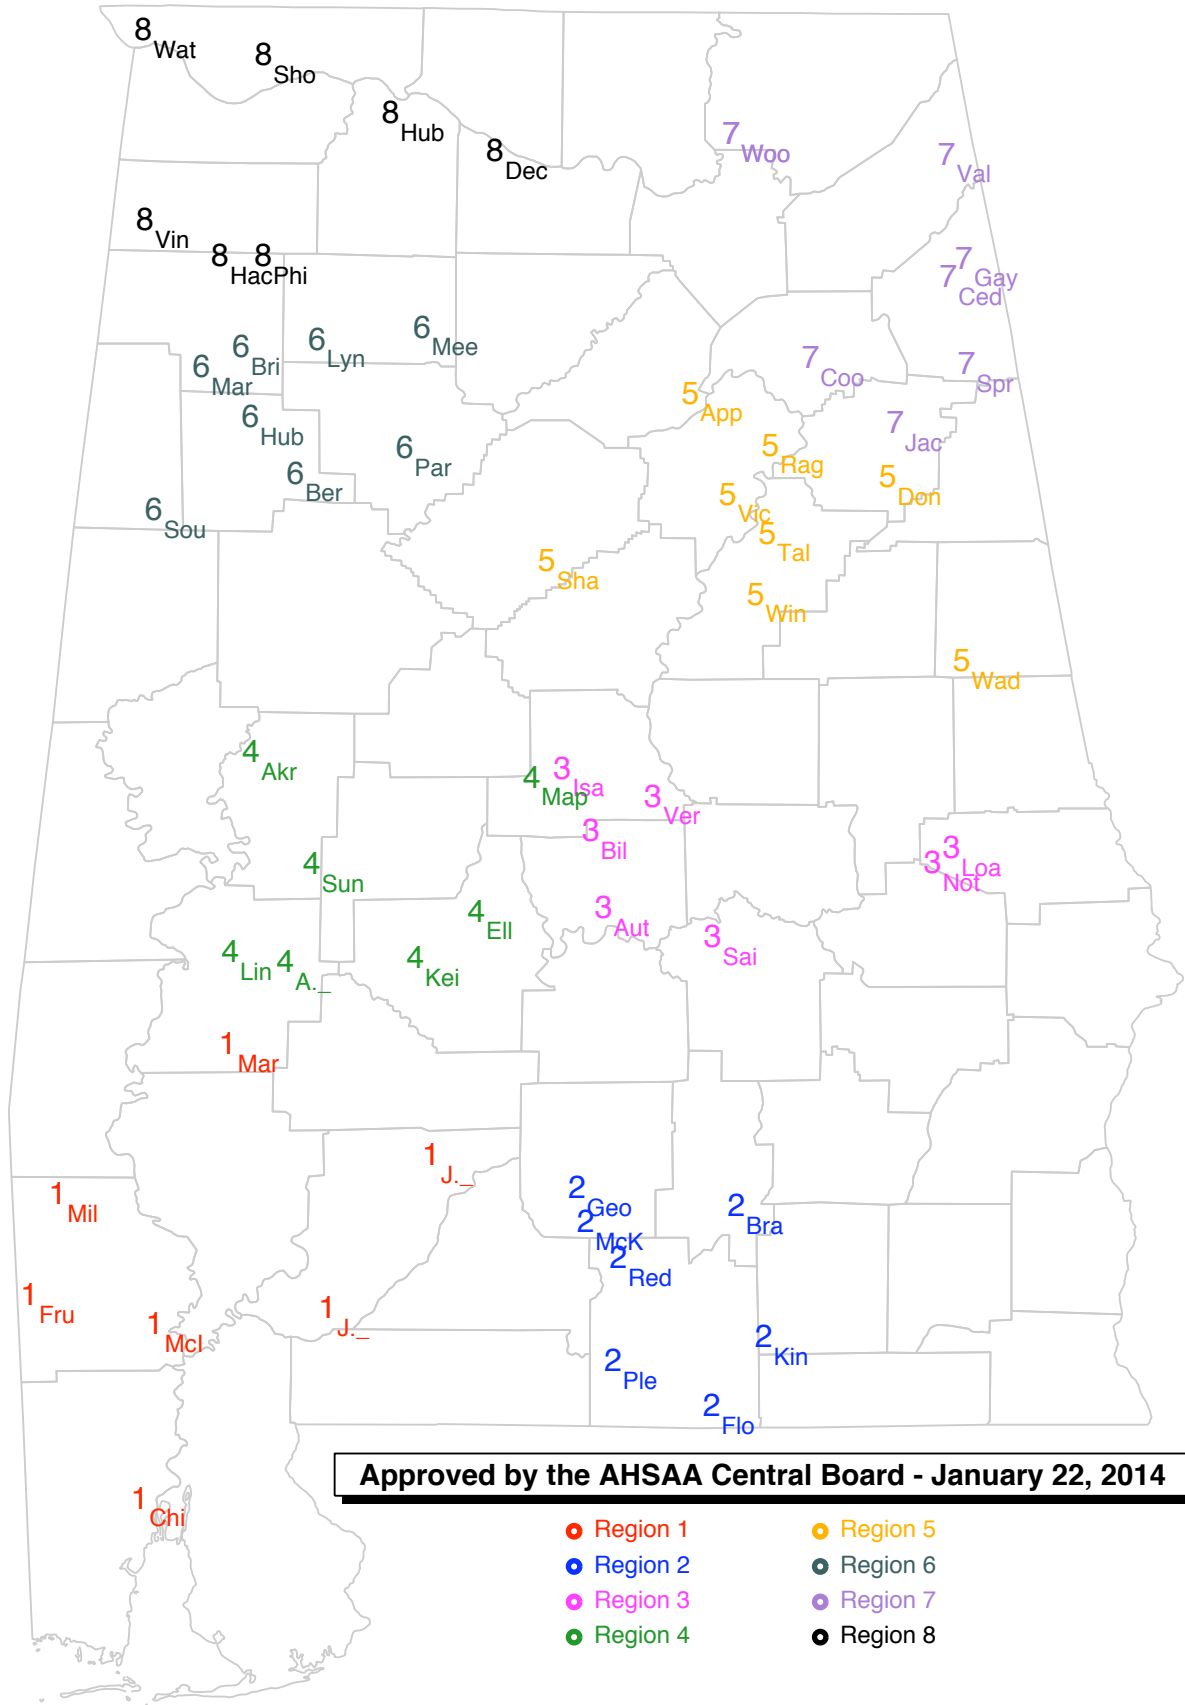 8 Wat
8 Sho
8 Hub
8 Dec
7 Woo
7 Val
8 Vin
8 Hac
8 Phi
7 Gay
7 Ced
6 Mee
6 Lyn
6 Bri
6 Mar
7 Coo
7 Spr
5 App
6 Hub
7 Jac
6 Par
5 Rag
6 Ber
5 Don
5 Vic
6 Sou
5 Tal
5 Sha
5 Win
5 Wad
4 Akr
3 Isa
4 Map
3 Ver
3 Bil
4 Sun
3 Loa
3 Not
4 Ell
3 Aut
3 Sai
4 Lin
4 A._
4 Kei
1 Mar
1 J._
1 Mil
2 Geo
2 McK
2 Bra
2 Red
1 Fru
1 J._
1 McI
2 Kin
2 Ple
2 Flo
Approved by the AHSAA Central Board - January 22, 2014
1 Chi
Region 1
Region 5
Region 2
Region 6
Region 3
Region 7
Region 4
Region 8